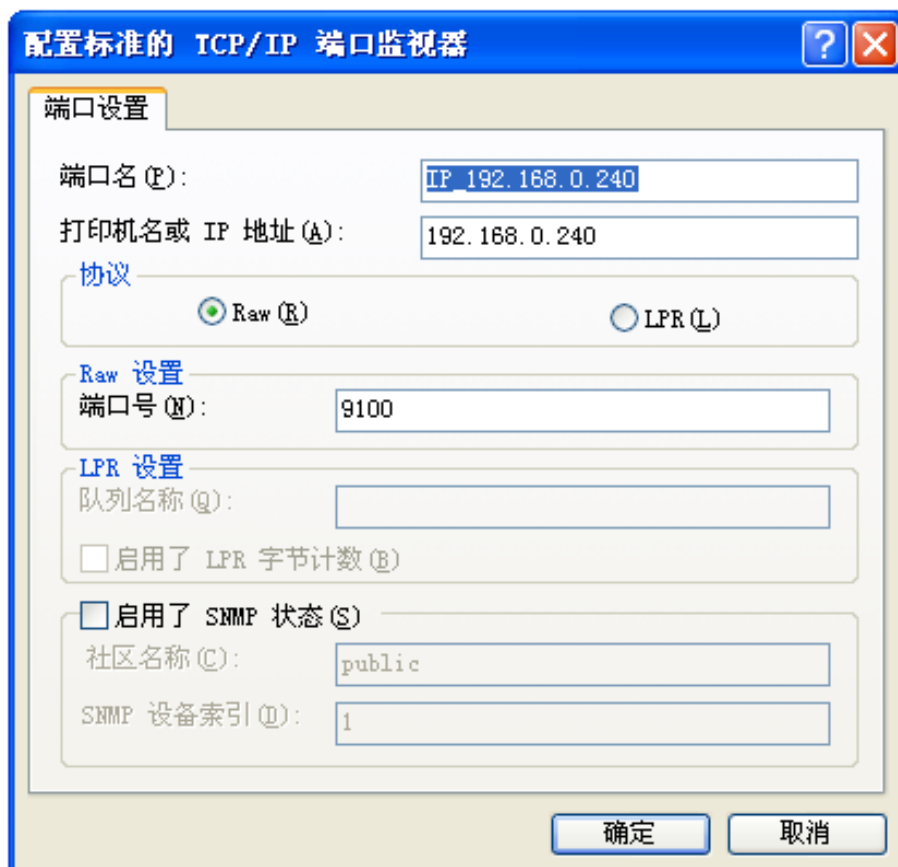 配置标准的 TCP/IP 端口监视器
端口设置
端口名(P): IP_192.168.0.240
打印机名或 IP 地址(A): 192.168.0.240
协议
Raw(R) LPR(L)
Raw 设置
端口号(N): 9100
LPR 设置
队列名称(Q):
启用了 LPR 字节计数(B)
启用了 SNMP 状态(S)
社区名称(C): public
SNMP 设备索引(D): 1
确定 取消